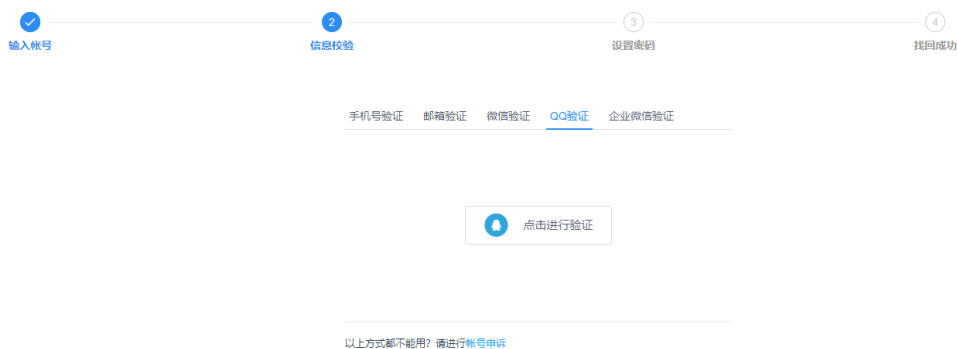 2 3 4
输入帐号 信息校验 设置密码 找回成功
手机号验证 邮箱验证 微信验证 QQ验证 企业微信验证
点击进行验证
以上方式都不能用？请进行帐号申诉